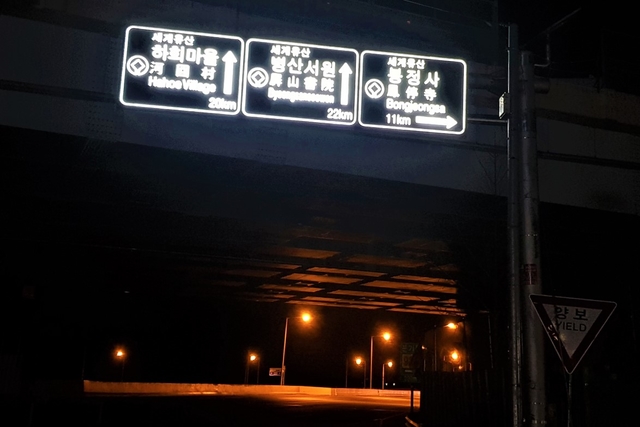 세계유산
하회마을
河回村
Hahoe Village
20km
세계유산
병산서원
屛山書院
Byeongsanseowon
22km
세계유산
봉정사
鳳停寺
Bongjeongsa
11km
양보
YIELD